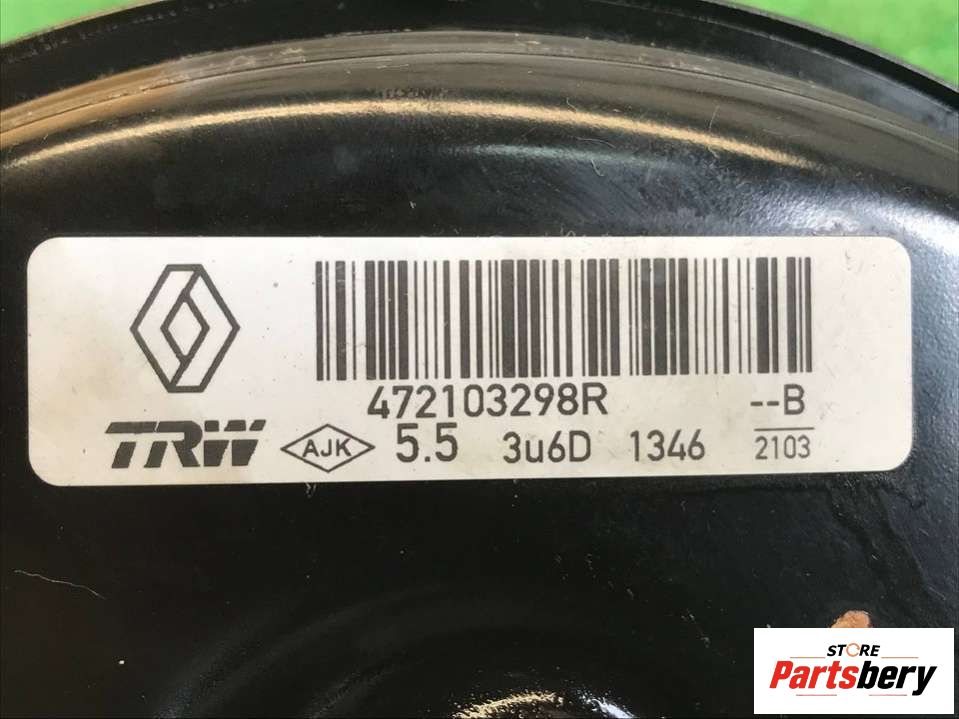 472103298R --B
TRW AJK 5.5 3u6D 1346 2103
STORE
Partsbery